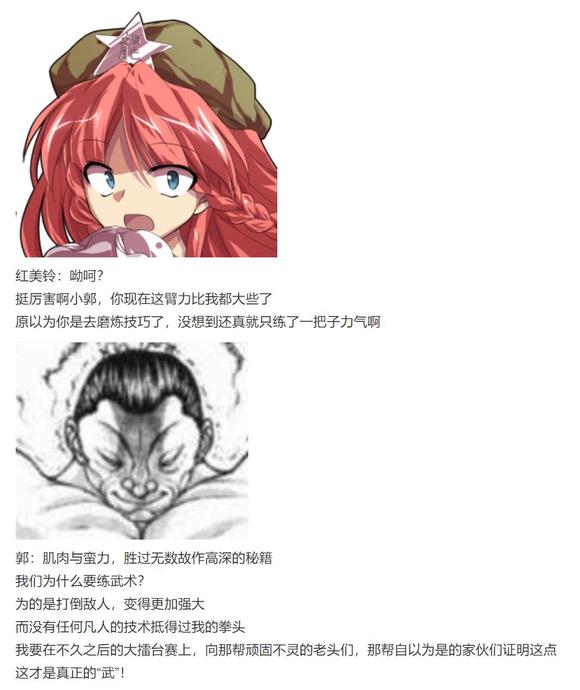 红美铃：呦呵？
挺厉害啊小郭，你现在这臂力比我都大些了
原以为你是去磨炼技巧了，没想到还真就只练了一把子力气啊
郭：肌肉与蛮力，胜过无数故作高深的秘籍
我们为什么要练武术？
为的是打倒敌人，变得更加强大
而没有任何凡人的技术抵得过我的拳头
我要在不久之后的大擂台赛上，向那帮顽固不灵的老头们，那帮自以为是的家伙们证明这点
这才是真正的“武”！